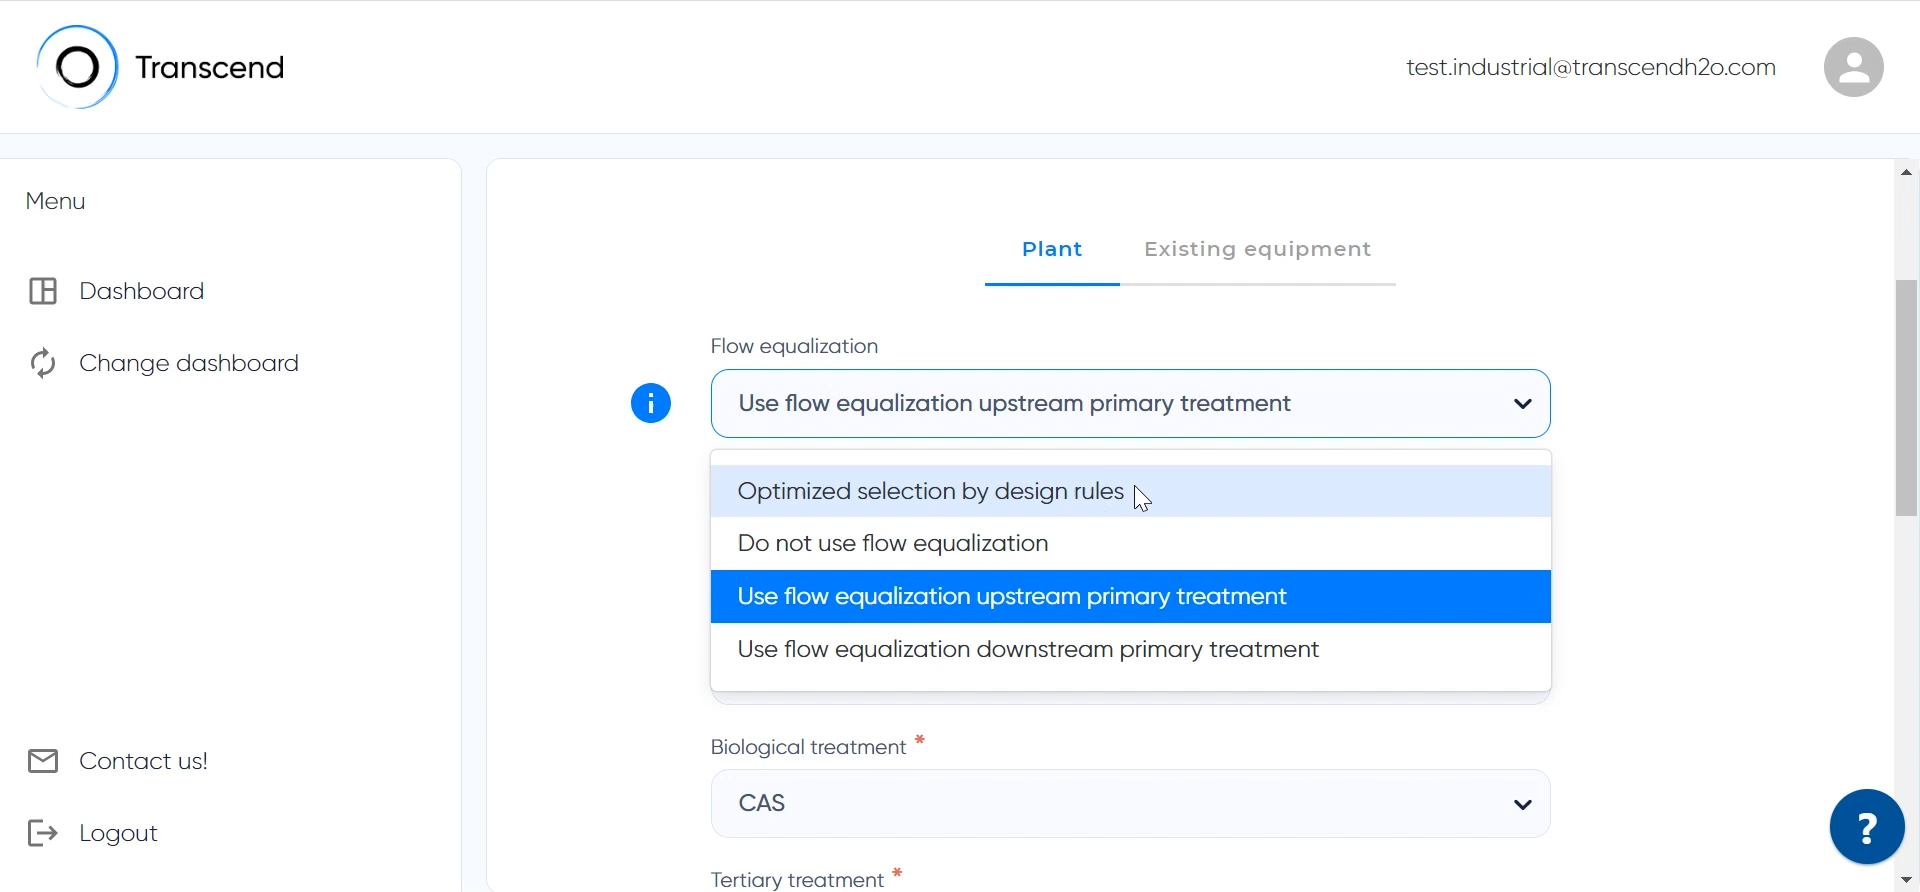 Transcend
test.industrial@transcendh2o.com
Menu
Dashboard
Change dashboard
Contact us!
Logout
Plant
Existing equipment
Flow equalization
i
Use flow equalization upstream primary treatment
Optimized selection by design rules
Do not use flow equalization
Use flow equalization upstream primary treatment
Use flow equalization downstream primary treatment
Biological treatment *
CAS
Tertiary treatment *
?